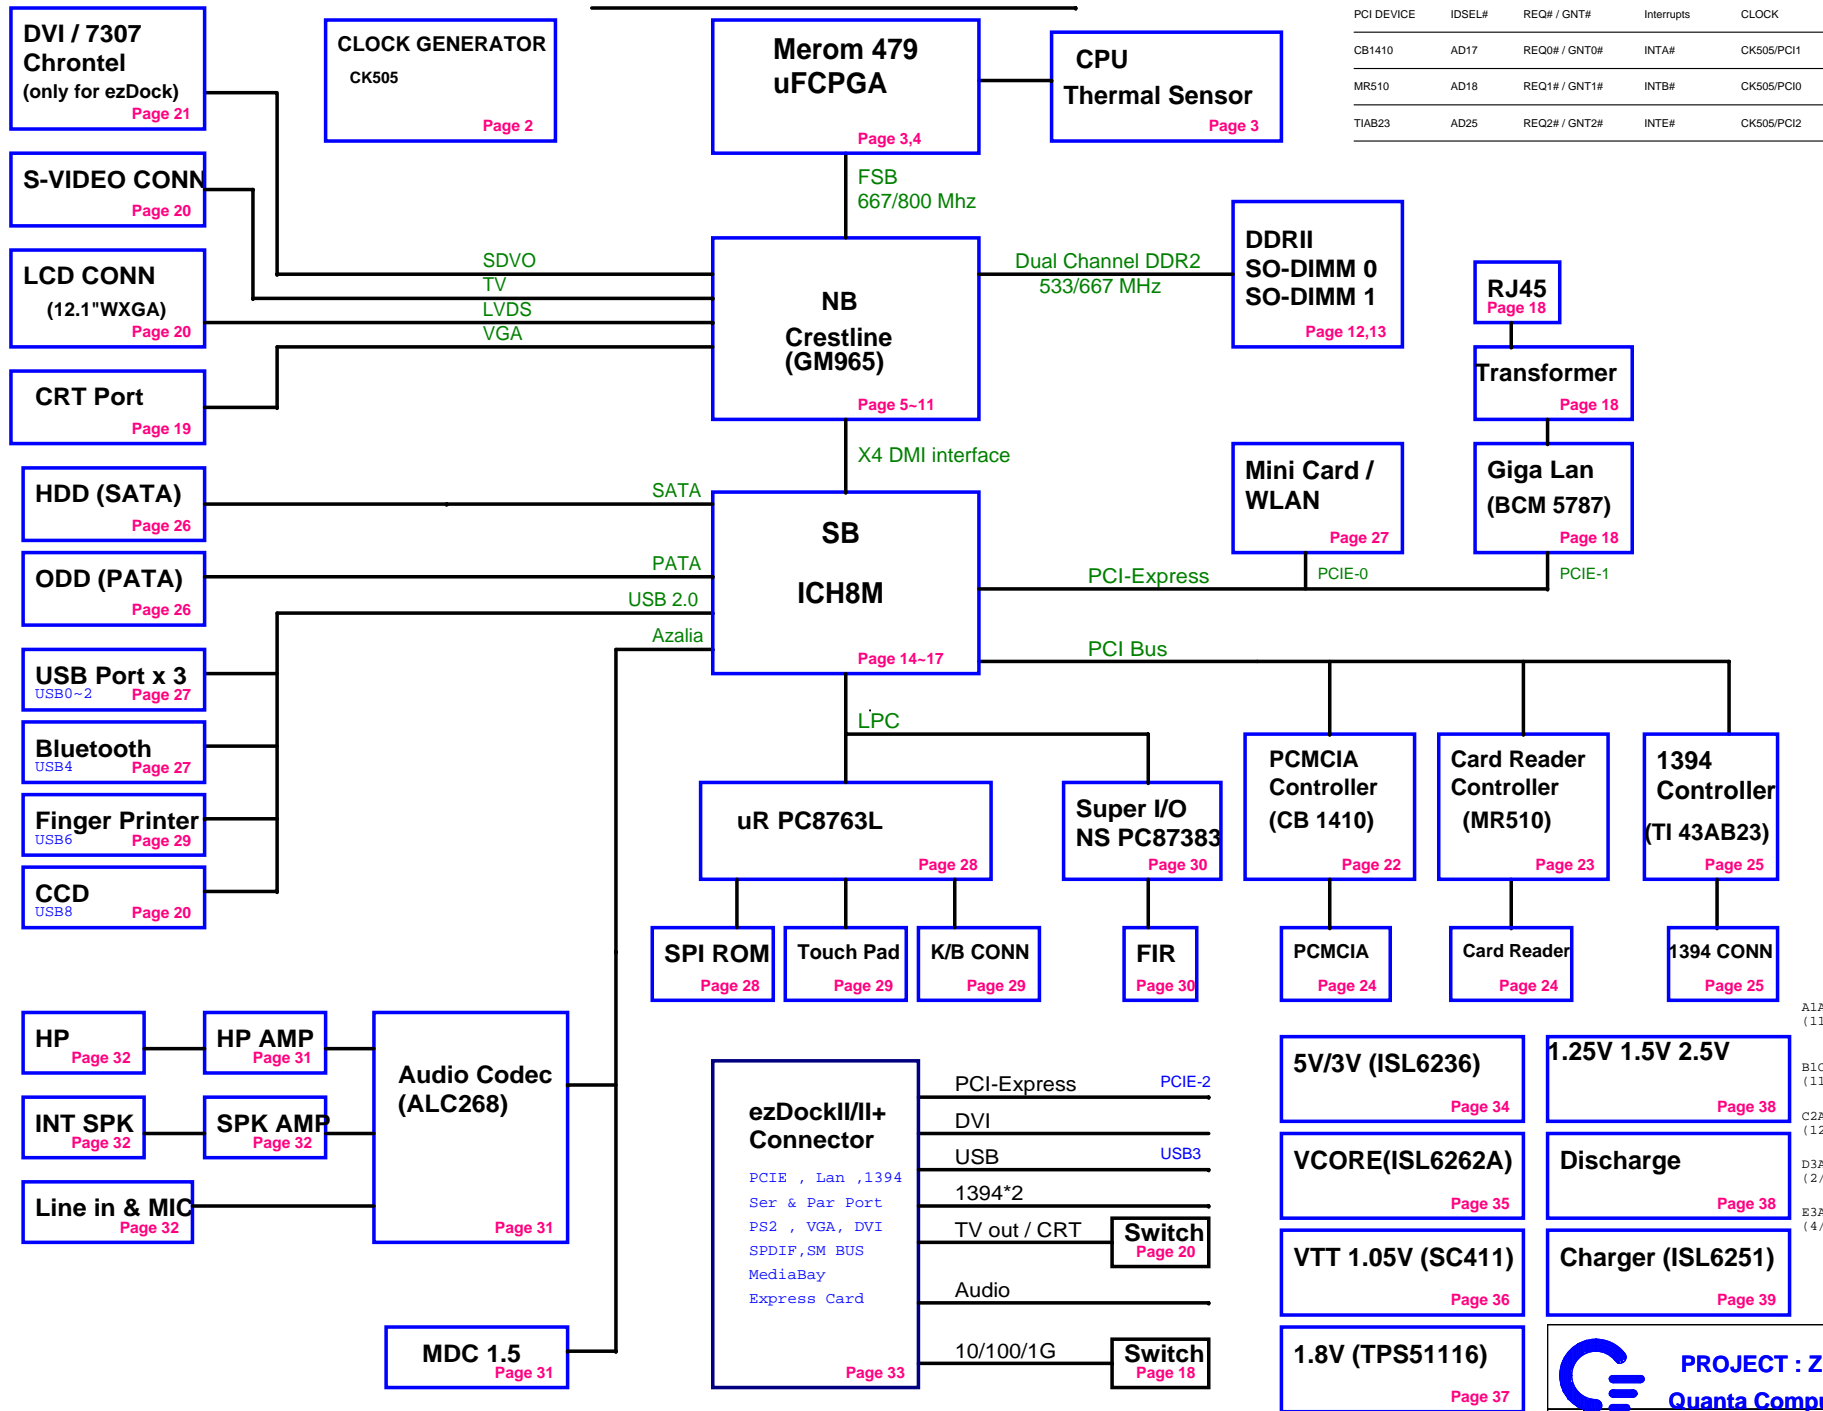 DVI / 7307
Chrontel
(only for ezDock)
Page 21
CLOCK GENERATOR
CK505
Page 2
Merom 479
uFCPGA
Page 3,4
CPU
Thermal Sensor
Page 3
PCI DEVICE IDSEL# REQ# / GNT# Interrupts CLOCK
CB1410 AD17 REQ0# / GNT0# INTA# CK505/PCI1
MR510 AD18 REQ1# / GNT1# INTB# CK505/PCI0
TIAB23 AD25 REQ2# / GNT2# INTE# CK505/PCI2
S-VIDEO CONN
Page 20
FSB
667/800 Mhz
LCD CONN
(12.1"WXGA)
Page 20
SDVO
TV
LVDS
VGA
NB
Crestline
(GM965)
Page 5~11
Dual Channel DDR2
533/667 MHz
DDRII
SO-DIMM 0
SO-DIMM 1
Page 12,13
RJ45
Page 18
Transformer
Page 18
CRT Port
Page 19
X4 DMI interface
Mini Card /
WLAN
Page 27
Giga Lan
(BCM 5787)
Page 18
HDD (SATA)
Page 26
SATA
ODD (PATA)
Page 26
PATA
USB 2.0
Azalia
SB
ICH8M
Page 14~17
PCI-Express
PCIE-0
PCIE-1
PCI Bus
USB Port x 3
USB0~2
Page 27
Bluetooth
USB4
Page 27
Finger Printer
USB6
Page 29
CCD
USB8
Page 20
LPC
uR PC8763L
Page 28
Super I/O
NS PC87383
Page 30
PCMCIA
Controller
(CB 1410)
Page 22
Card Reader
Controller
(MR510)
Page 23
1394
Controller
(TI 43AB23)
Page 25
SPI ROM
Page 28
Touch Pad
Page 29
K/B CONN
Page 29
FIR
Page 30
PCMCIA
Page 24
Card Reader
Page 24
1394 CONN
Page 25
HP
Page 32
HP AMP
Page 31
INT SPK
Page 32
SPK AMP
Page 32
Line in & MIC
Page 32
Audio Codec
(ALC268)
Page 31
MDC 1.5
Page 31
ezDockII/II+
Connector
PCIE , Lan ,1394
Ser & Par Port
PS2 , VGA, DVI
SPDIF,SM BUS
MediaBay
Express Card
Page 33
PCI-Express PCIE-2
DVI
USB USB3
1394*2
TV out / CRT
Switch
Page 20
Audio
10/100/1G
Switch
Page 18
5V/3V (ISL6236)
Page 34
1.25V 1.5V 2.5V
Page 38
VCORE(ISL6262A)
Page 35
Discharge
Page 38
VTT 1.05V (SC411)
Page 36
Charger (ISL6251)
Page 39
1.8V (TPS51116)
Page 37
A1A
(11
(11
C2A
(12
D3A
(2/
E3A
(4/
PROJECT : Z
Quanta Comp